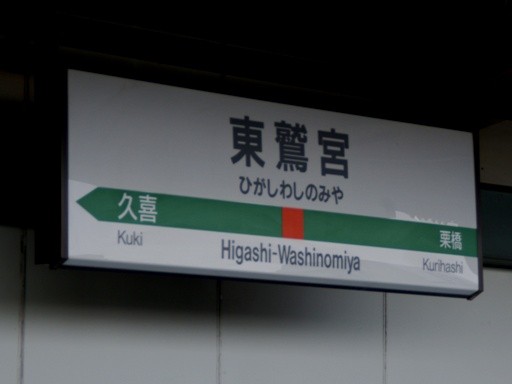 東鷲宮
ひがしわしのみや
久喜
栗橋
Kuki
Higashi-Washinomiya
Kurihashi